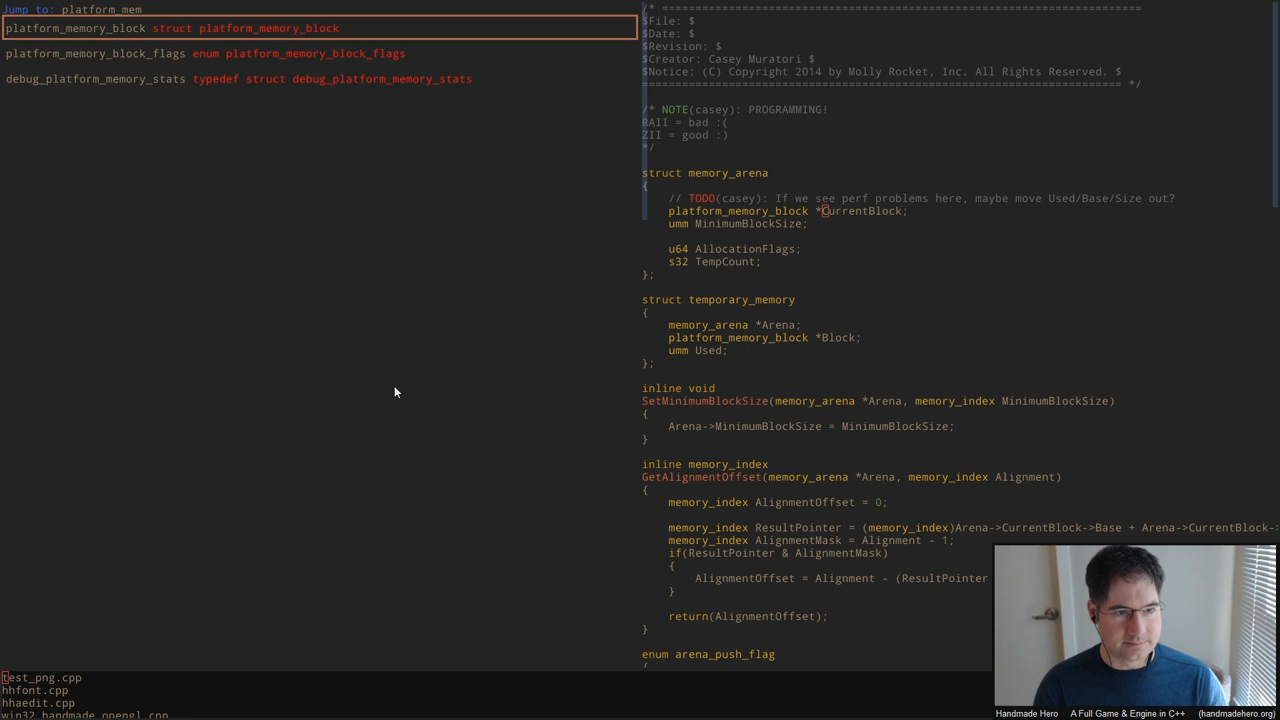 Jump to: platform_mem
platform_memory_block struct platform_memory_block
platform_memory_block_flags enum platform_memory_block_flags
debug_platform_memory_stats typedef struct debug_platform_memory_stats
/* ========================================================================
$File: $
$Date: $
$Revision: $
$Creator: Casey Muratori $
$Notice: (C) Copyright 2014 by Molly Rocket, Inc. All Rights Reserved. $
======================================================================== */
/* NOTE(casey): PROGRAMMING!
RAII = bad :(
ZII = good :)
*/
struct memory_arena
{
// TODO(casey): If we see perf problems here, maybe move Used/Base/Size out?
platform_memory_block *CurrentBlock;
umm MinimumBlockSize;
u64 AllocationFlags;
s32 TempCount;
};
struct temporary_memory
{
memory_arena *Arena;
platform_memory_block *Block;
umm Used;
};
inline void
SetMinimumBlockSize(memory_arena *Arena, memory_index MinimumBlockSize)
{
Arena->MinimumBlockSize = MinimumBlockSize;
}
inline memory_index
GetAlignmentOffset(memory_arena *Arena, memory_index Alignment)
{
memory_index AlignmentOffset = 0;
memory_index ResultPointer = (memory_index)Arena->CurrentBlock->Base + Arena->CurrentBlock->
memory_index AlignmentMask = Alignment - 1;
if(ResultPointer & AlignmentMask)
{
AlignmentOffset = Alignment - (ResultPointer
}
return(AlignmentOffset);
}
enum arena_push_flag
{
test_png.cpp
hhfont.cpp
hhaedit.cpp
win32_handmade_opengl.cpp
Handmade Hero A Full Game & Engine in C++ (handmadehero.org)